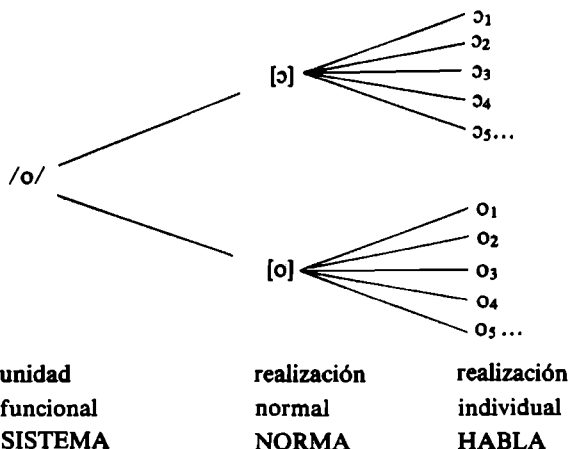 ɔ1
ɔ2
[ɔ] ɔ3
ɔ4
ɔ5...
/o/
o1
o2
[o] o3
o4
o5...
unidad realización realización
funcional normal individual
SISTEMA NORMA HABLA